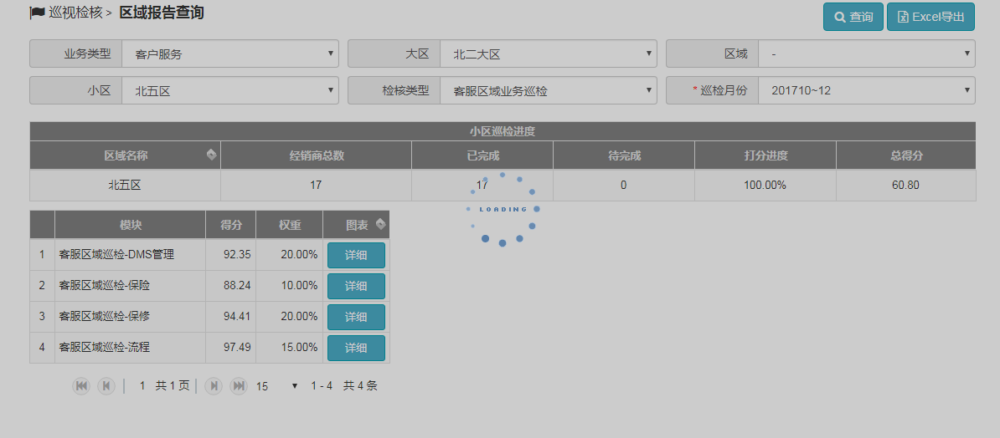 巡视检核 > 区域报告查询
查询 Excel导出
业务类型 客户服务 大区 北二大区 区域 -
小区 北五区 检核类型 客服区域业务巡检 * 巡检月份 201710~12
小区巡检进度
区域名称 经销商总数 已完成 待完成 打分进度 总得分
北五区 17 17 0 100.00% 60.80
LOADING
模块 得分 权重 图表
1 客服区域巡检-DMS管理 92.35 20.00% 详细
2 客服区域巡检-保险 88.24 10.00% 详细
3 客服区域巡检-保修 94.41 20.00% 详细
4 客服区域巡检-流程 97.49 15.00% 详细
1 共 1 页 15 1 - 4 共 4 条